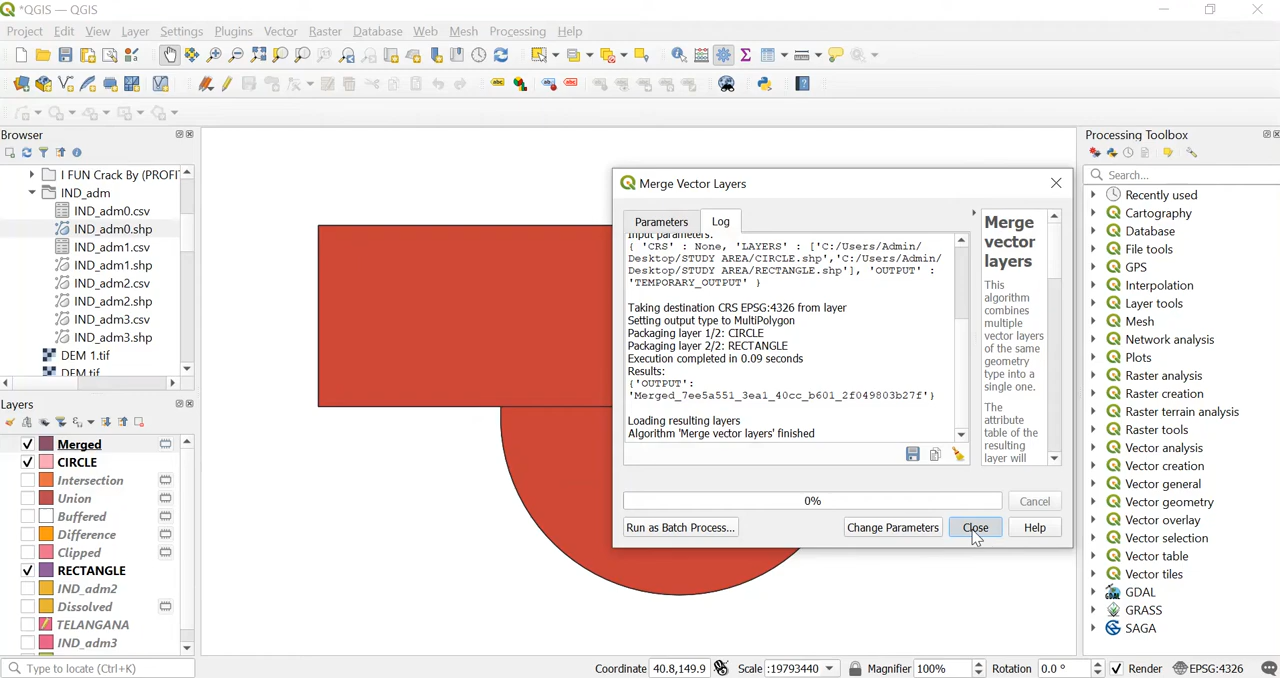 *QGIS — QGIS
Project Edit View Layer Settings Plugins Vector Raster Database Web Mesh Processing Help
Browser
I FUN Crack By (PROFI
IND_adm
IND_adm0.csv
IND_adm0.shp
IND_adm1.csv
IND_adm1.shp
IND_adm2.csv
IND_adm2.shp
IND_adm3.csv
IND_adm3.shp
DEM 1.tif
DEM.tif
Layers
Merged
CIRCLE
Intersection
Union
Buffered
Difference
Clipped
RECTANGLE
IND_adm2
Dissolved
TELANGANA
IND_adm3
Merge Vector Layers
Parameters Log
Input parameters:
{ 'CRS' : None, 'LAYERS' : ['C:/Users/Admin/
Desktop/STUDY AREA/CIRCLE.shp','C:/Users/Admin/
Desktop/STUDY AREA/RECTANGLE.shp'], 'OUTPUT' :
'TEMPORARY_OUTPUT' }
Taking destination CRS EPSG:4326 from layer
Setting output type to MultiPolygon
Packaging layer 1/2: CIRCLE
Packaging layer 2/2: RECTANGLE
Execution completed in 0.09 seconds
Results:
{'OUTPUT':
'Merged_7ee5a551_3ea1_40cc_b601_2f049803b27f'}
Loading resulting layers
Algorithm 'Merge vector layers' finished
Merge
vector
layers
This
algorithm
combines
multiple
vector layers
of the same
geometry
type into a
single one.
The
attribute
table of the
resulting
layer will
0%
Cancel
Run as Batch Process...
Change Parameters
Close
Help
Processing Toolbox
Search...
Recently used
Cartography
Database
File tools
GPS
Interpolation
Layer tools
Mesh
Network analysis
Plots
Raster analysis
Raster creation
Raster terrain analysis
Raster tools
Vector analysis
Vector creation
Vector general
Vector geometry
Vector overlay
Vector selection
Vector table
Vector tiles
GDAL
GRASS
SAGA
Type to locate (Ctrl+K)
Coordinate 40.8,149.9 Scale :19793440 Magnifier 100% Rotation 0.0 ° Render EPSG:4326